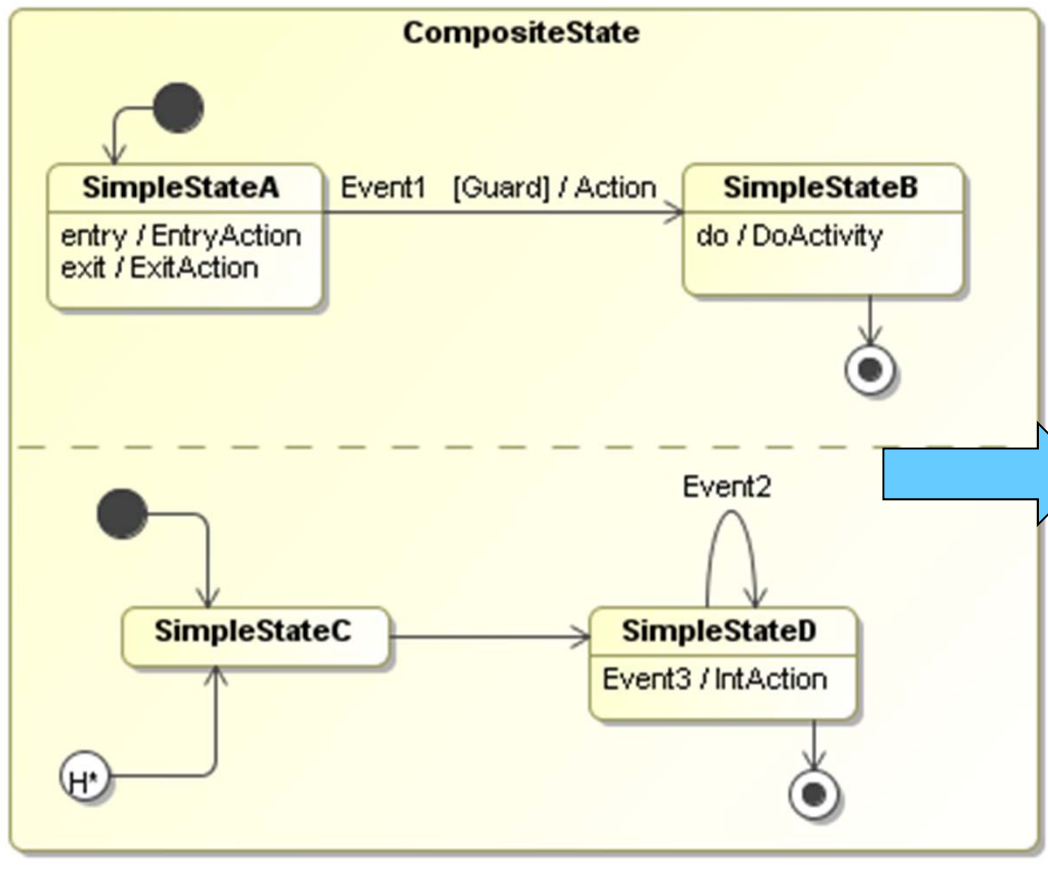 CompositeState
SimpleStateA
entry / EntryAction
exit / ExitAction
Event1 [Guard] / Action
SimpleStateB
do / DoActivity
Event2
SimpleStateC
SimpleStateD
Event3 / IntAction
H*